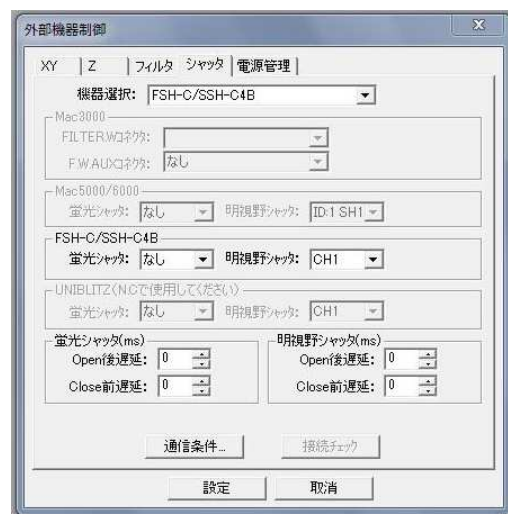 外部機器制御
XY Z フィルタ シャッタ 電源管理
機器選択: FSH-C/SSH-C4B
Mac3000
FILTER.Wコネクタ:
F.W.AUXコネクタ: なし
Mac5000/6000
蛍光シャッタ: なし 明視野シャッタ: ID:1 SH1
FSH-C/SSH-C4B
蛍光シャッタ: なし 明視野シャッタ: CH1
UNIBLITZ(N.Cで使用してください)
蛍光シャッタ: なし 明視野シャッタ: CH1
蛍光シャッタ(ms) 明視野シャッタ(ms)
Open後遅延: 0 Open後遅延: 0
Close前遅延: 0 Close前遅延: 0
通信条件... 接続チェック
設定 取消